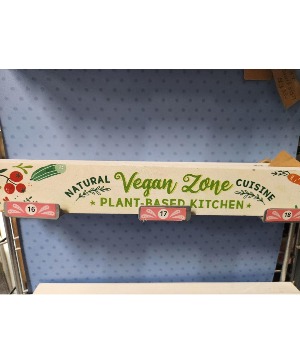 NATURAL Vegan Zone CUISINE
★ PLANT-BASED KITCHEN ★
16 17 18